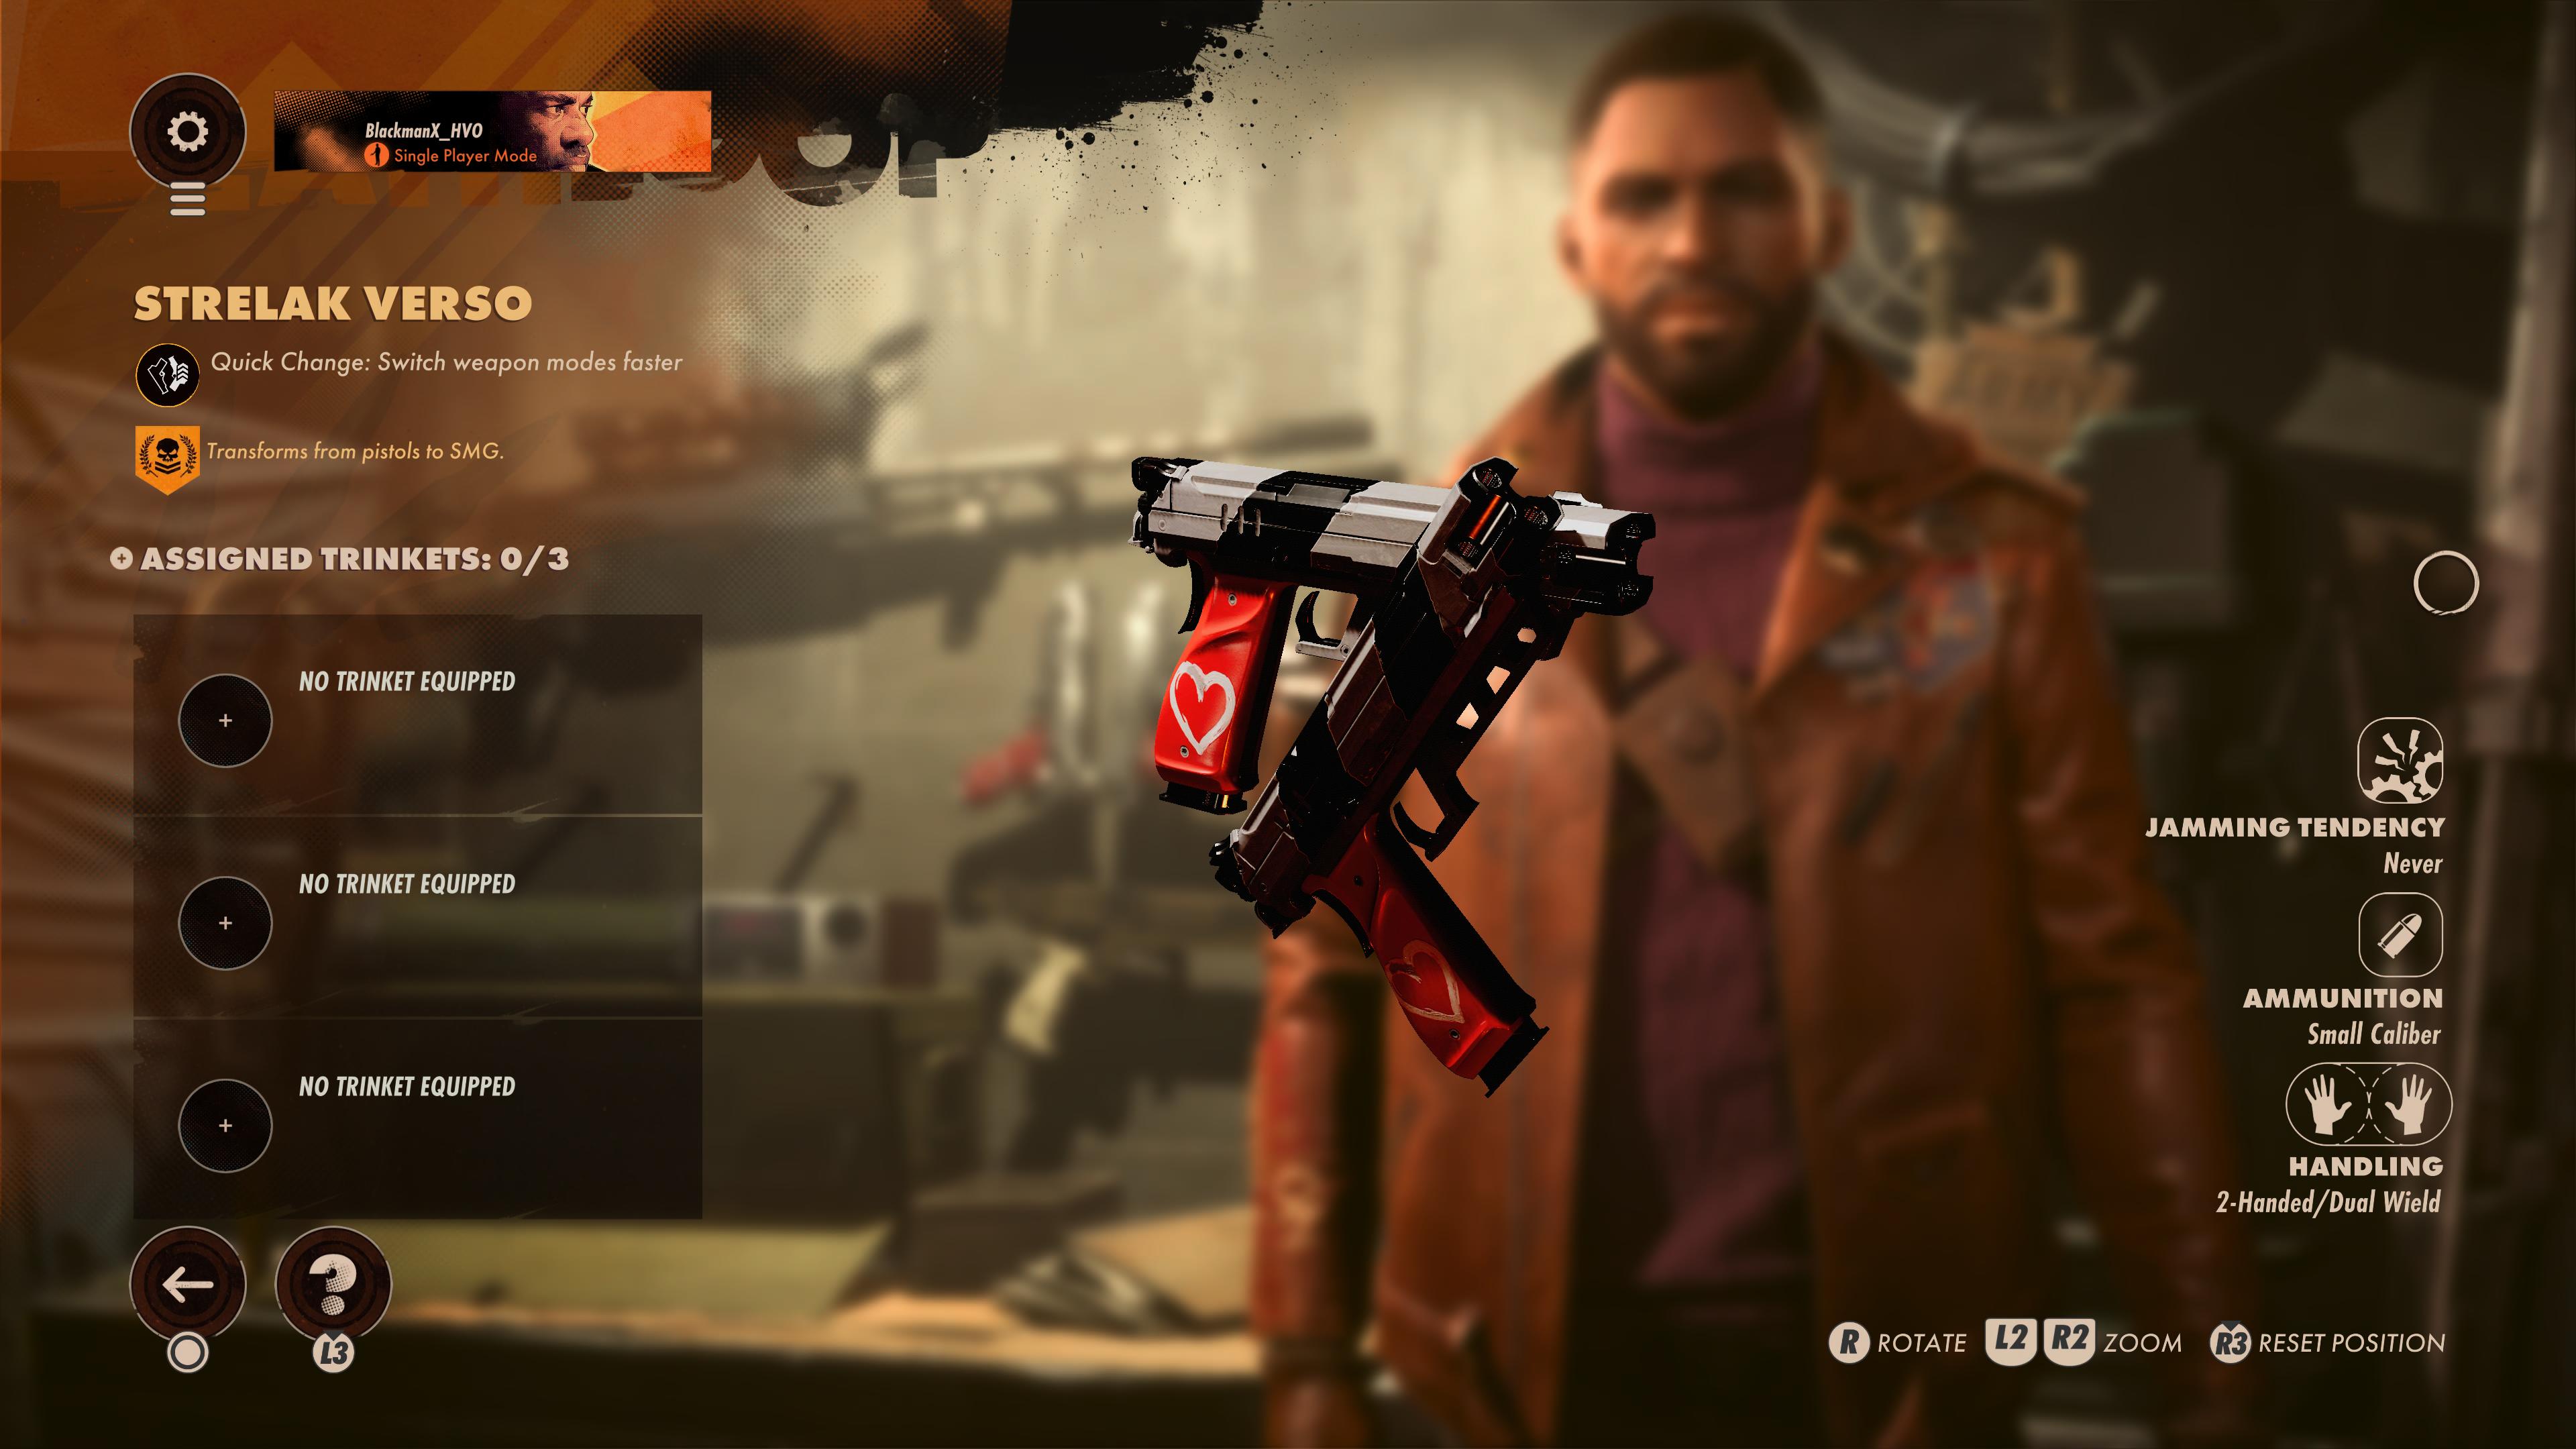 BlackmanX_HVO
Single Player Mode
STRELAK VERSO
Quick Change: Switch weapon modes faster
Transforms from pistols to SMG.
ASSIGNED TRINKETS: 0/3
NO TRINKET EQUIPPED
NO TRINKET EQUIPPED
NO TRINKET EQUIPPED
JAMMING TENDENCY
Never
AMMUNITION
Small Caliber
HANDLING
2-Handed/Dual Wield
L3
R ROTATE L2 R2 ZOOM R3 RESET POSITION